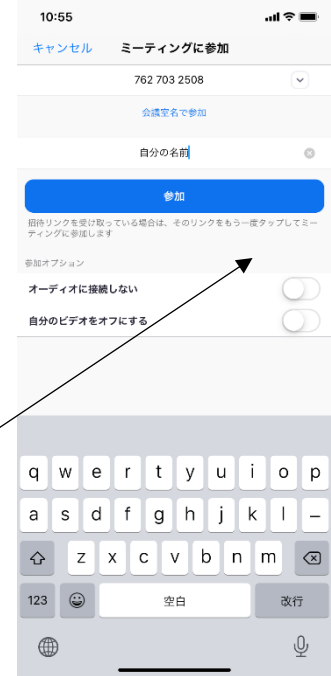 10:55
キャンセル ミーティングに参加
762 703 2508
会議室名で参加
自分の名前
参加
招待リンクを受け取っている場合は、そのリンクをもう一度タップしてミー
ティングに参加します
参加オプション
オーディオに接続しない
自分のビデオをオフにする
q w e r t y u i o p
a s d f g h j k l –
z x c v b n m
123 空白 改行